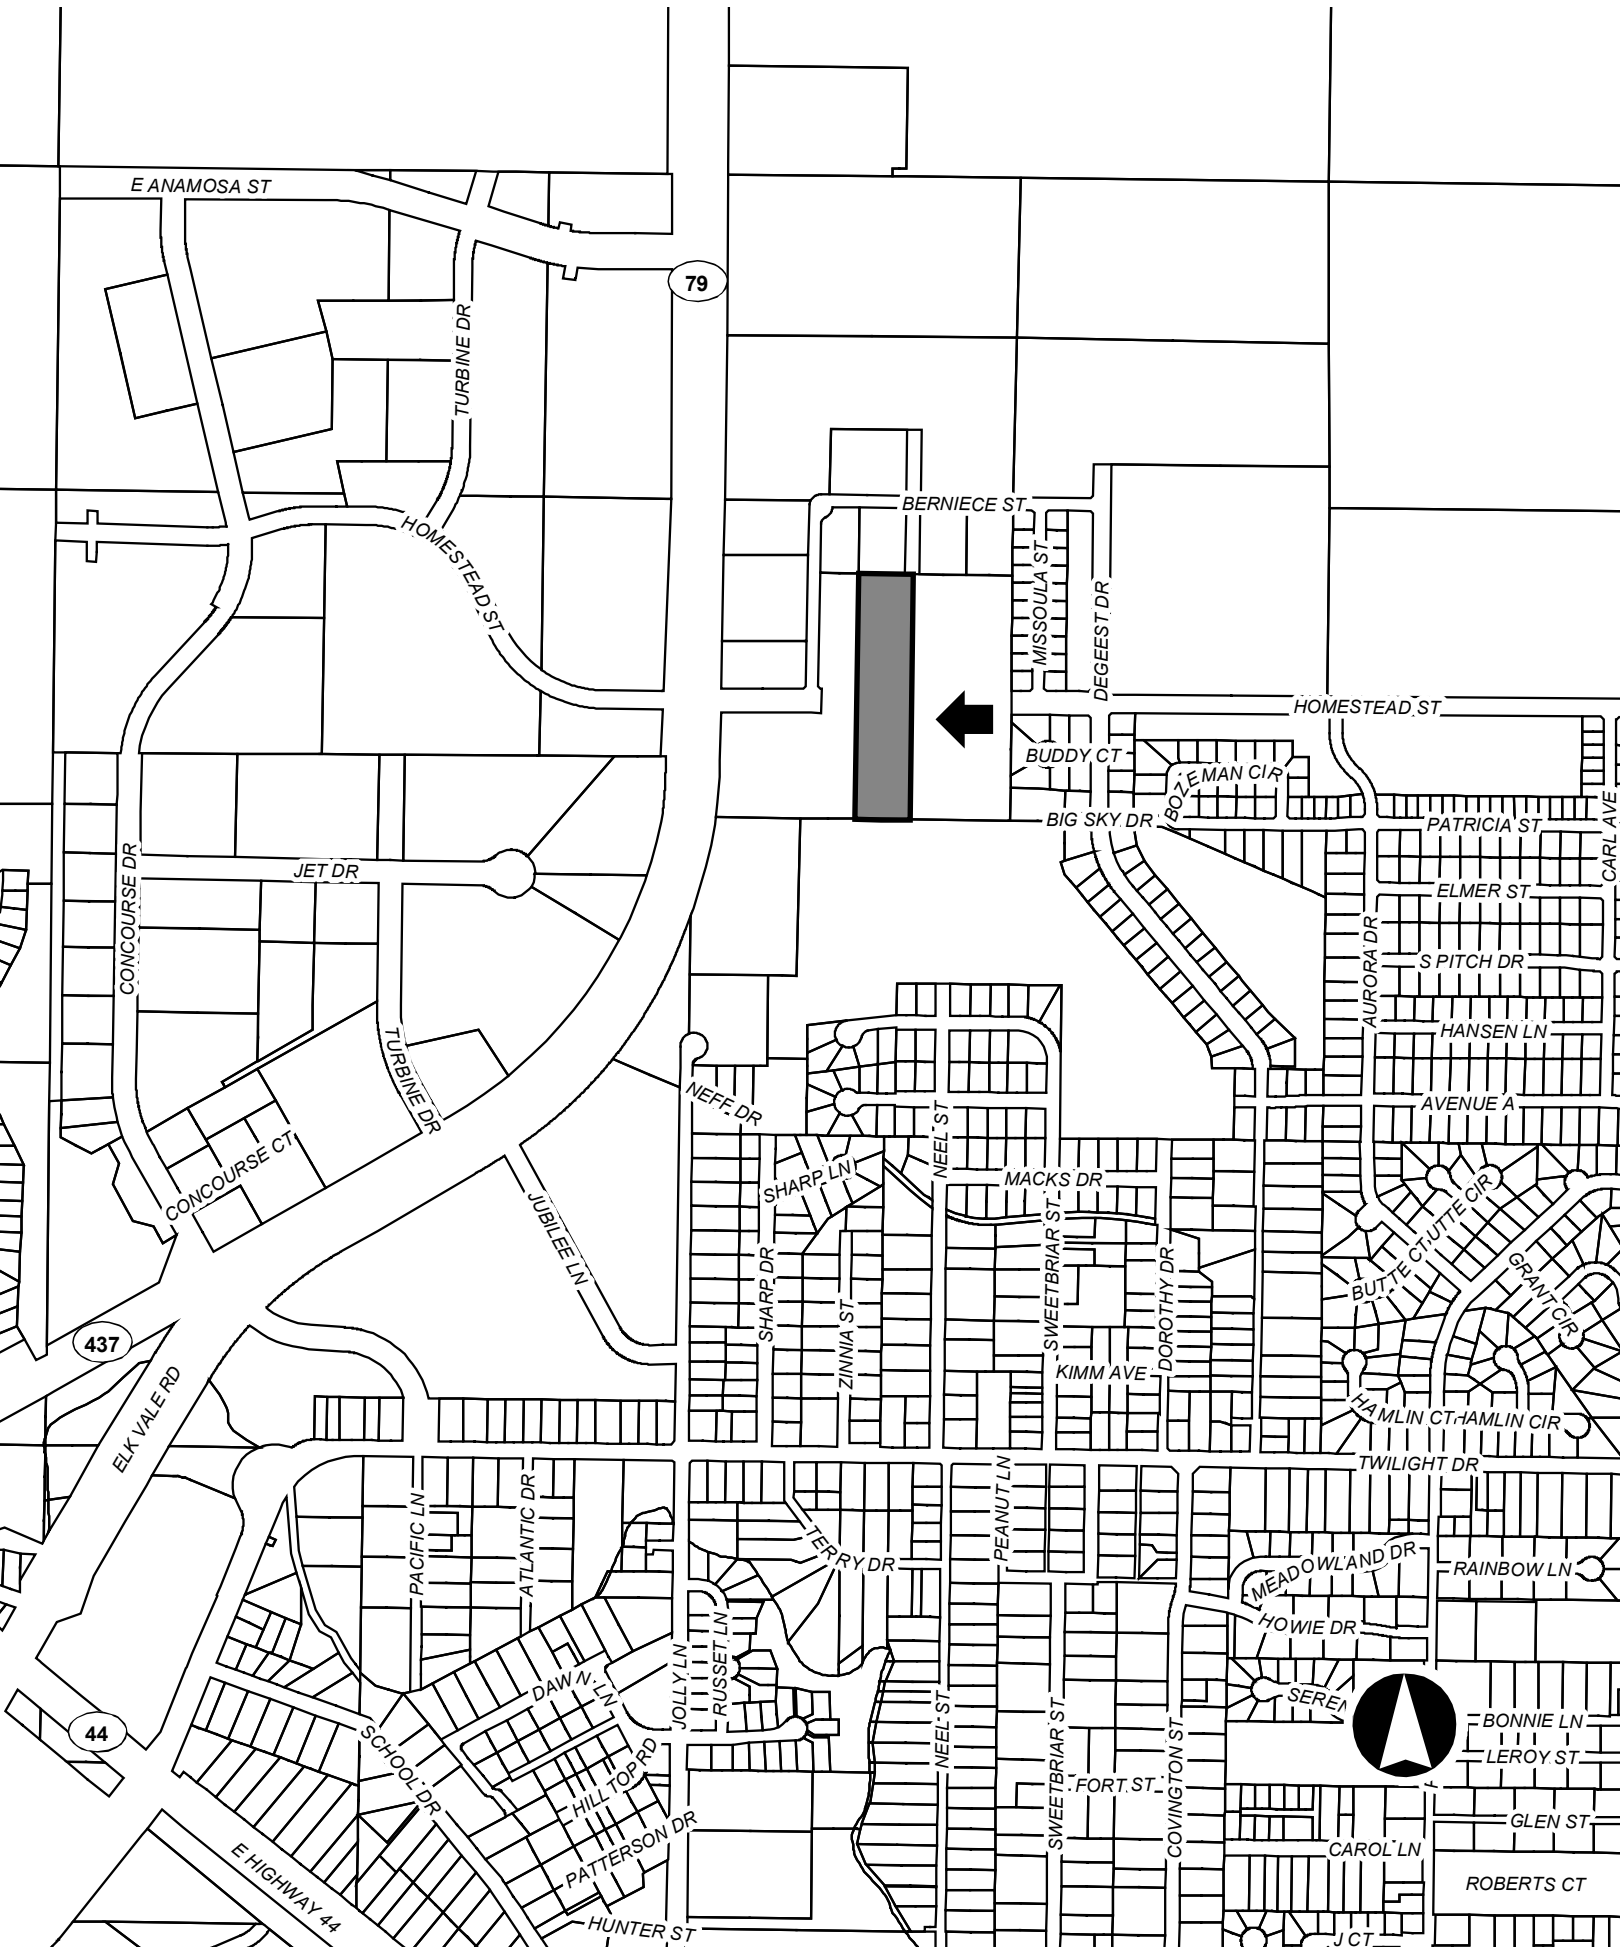 E ANAMOSA ST
79
TURBINE DR
BERNIECE ST
HOMESTEAD ST
MISSOULA ST
DEGEEST DR
HOMESTEAD ST
BUDDY CT
BOZEMAN CIR
BIG SKY DR
PATRICIA ST
CARL AVE
JET DR
CONCOURSE DR
ELMER ST
AURORA DR
S PITCH DR
HANSEN LN
TURBINE DR
NEFF DR
AVENUE A
NEEL ST
CONCOURSE CT
SHARP LN
MACKS DR
JUBILEE LN
SWEETBRIAR ST
BUTTE CT
GRANT CIR
SHARP DR
ZINNIA ST
DOROTHY DR
437
KIMM AVE
ELK VALE RD
HAMLIN CT
HAMLIN CIR
TWILIGHT DR
PACIFIC LN
ATLANTIC DR
PEANUT LN
TERRY DR
MEADOWLAND DR
RAINBOW LN
HOWIE DR
DAWN LN
JOLLY LN
RUSSET LN
SEREN
44
SCHOOL DR
NEEL ST
SWEETBRIAR ST
COVINGTON ST
BONNIE LN
LEROY ST
HILL TOP RD
FORT ST
GLEN ST
PATTERSON DR
CAROL LN
E HIGHWAY 44
ROBERTS CT
HUNTER ST
J CT